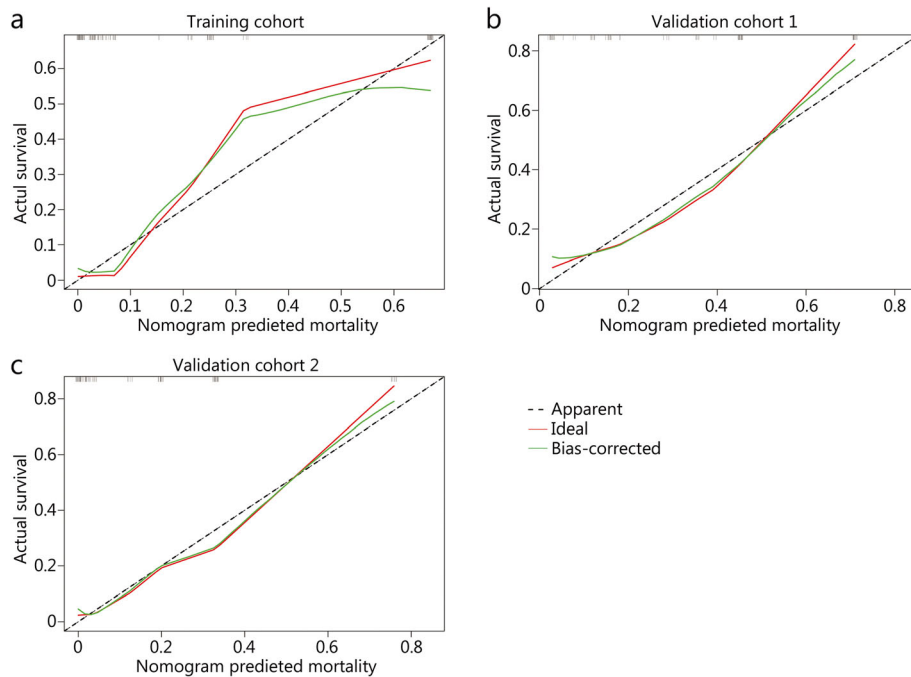 a
Training cohort
0.6
0.5
0.4
0.3
0.2
0.1
0
Actual survival
0 0.1 0.2 0.3 0.4 0.5 0.6
Nomogram predieted mortality
b
Validation cohort 1
0.8
0.6
0.4
0.2
0
Actual survival
0 0.2 0.4 0.6 0.8
Nomogram predieted mortality
c
Validation cohort 2
0.8
0.6
0.4
0.2
0
Actual survival
0 0.2 0.4 0.6 0.8
Nomogram predieted mortality
Apparent
Ideal
Bias-corrected